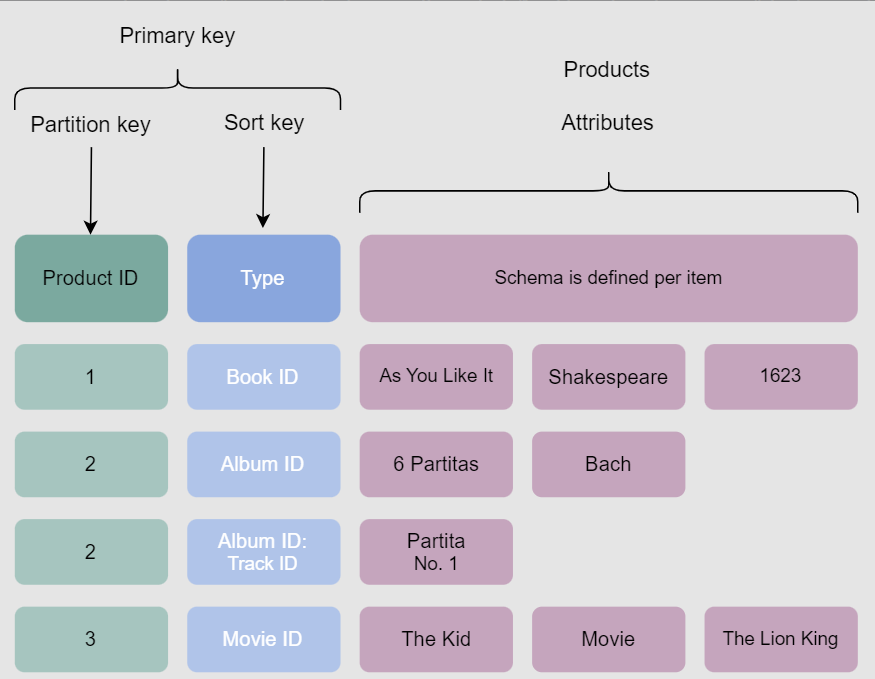 Primary key
Products
Partition key
Sort key
Attributes
Product ID
Type
Schema is defined per item
1
Book ID
As You Like It
Shakespeare
1623
2
Album ID
6 Partitas
Bach
2
Album ID:
Track ID
Partita
No. 1
3
Movie ID
The Kid
Movie
The Lion King